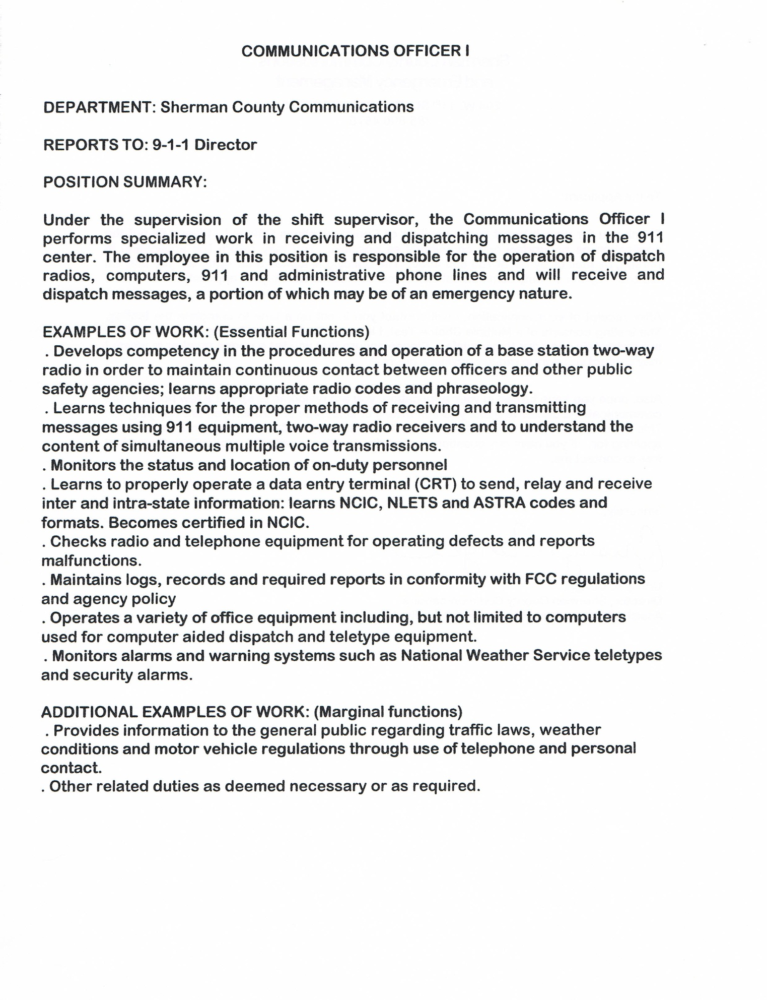 COMMUNICATIONS OFFICER I
DEPARTMENT: Sherman County Communications
REPORTS TO: 9-1-1 Director
POSITION SUMMARY:
Under the supervision of the shift supervisor, the Communications Officer I
performs specialized work in receiving and dispatching messages in the 911
center. The employee in this position is responsible for the operation of dispatch
radios, computers, 911 and administrative phone lines and will receive and
dispatch messages, a portion of which may be of an emergency nature.
EXAMPLES OF WORK: (Essential Functions)
. Develops competency in the procedures and operation of a base station two-way
radio in order to maintain continuous contact between officers and other public
safety agencies; learns appropriate radio codes and phraseology.
. Learns techniques for the proper methods of receiving and transmitting
messages using 911 equipment, two-way radio receivers and to understand the
content of simultaneous multiple voice transmissions.
. Monitors the status and location of on-duty personnel
. Learns to properly operate a data entry terminal (CRT) to send, relay and receive
inter and intra-state information: learns NCIC, NLETS and ASTRA codes and
formats. Becomes certified in NCIC.
. Checks radio and telephone equipment for operating defects and reports
malfunctions.
. Maintains logs, records and required reports in conformity with FCC regulations
and agency policy
. Operates a variety of office equipment including, but not limited to computers
used for computer aided dispatch and teletype equipment.
. Monitors alarms and warning systems such as National Weather Service teletypes
and security alarms.
ADDITIONAL EXAMPLES OF WORK: (Marginal functions)
. Provides information to the general public regarding traffic laws, weather
conditions and motor vehicle regulations through use of telephone and personal
contact.
. Other related duties as deemed necessary or as required.